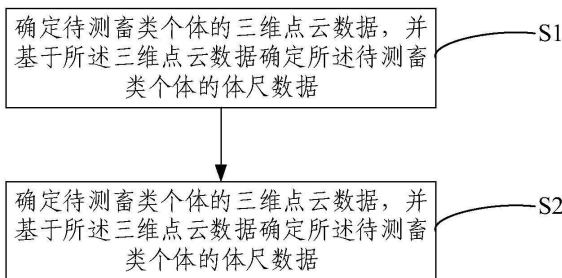 确定待测畜类个体的三维点云数据，并
基于所述三维点云数据确定所述待测畜
类个体的体尺数据
S1
确定待测畜类个体的三维点云数据，并
基于所述三维点云数据确定所述待测畜
类个体的体尺数据
S2